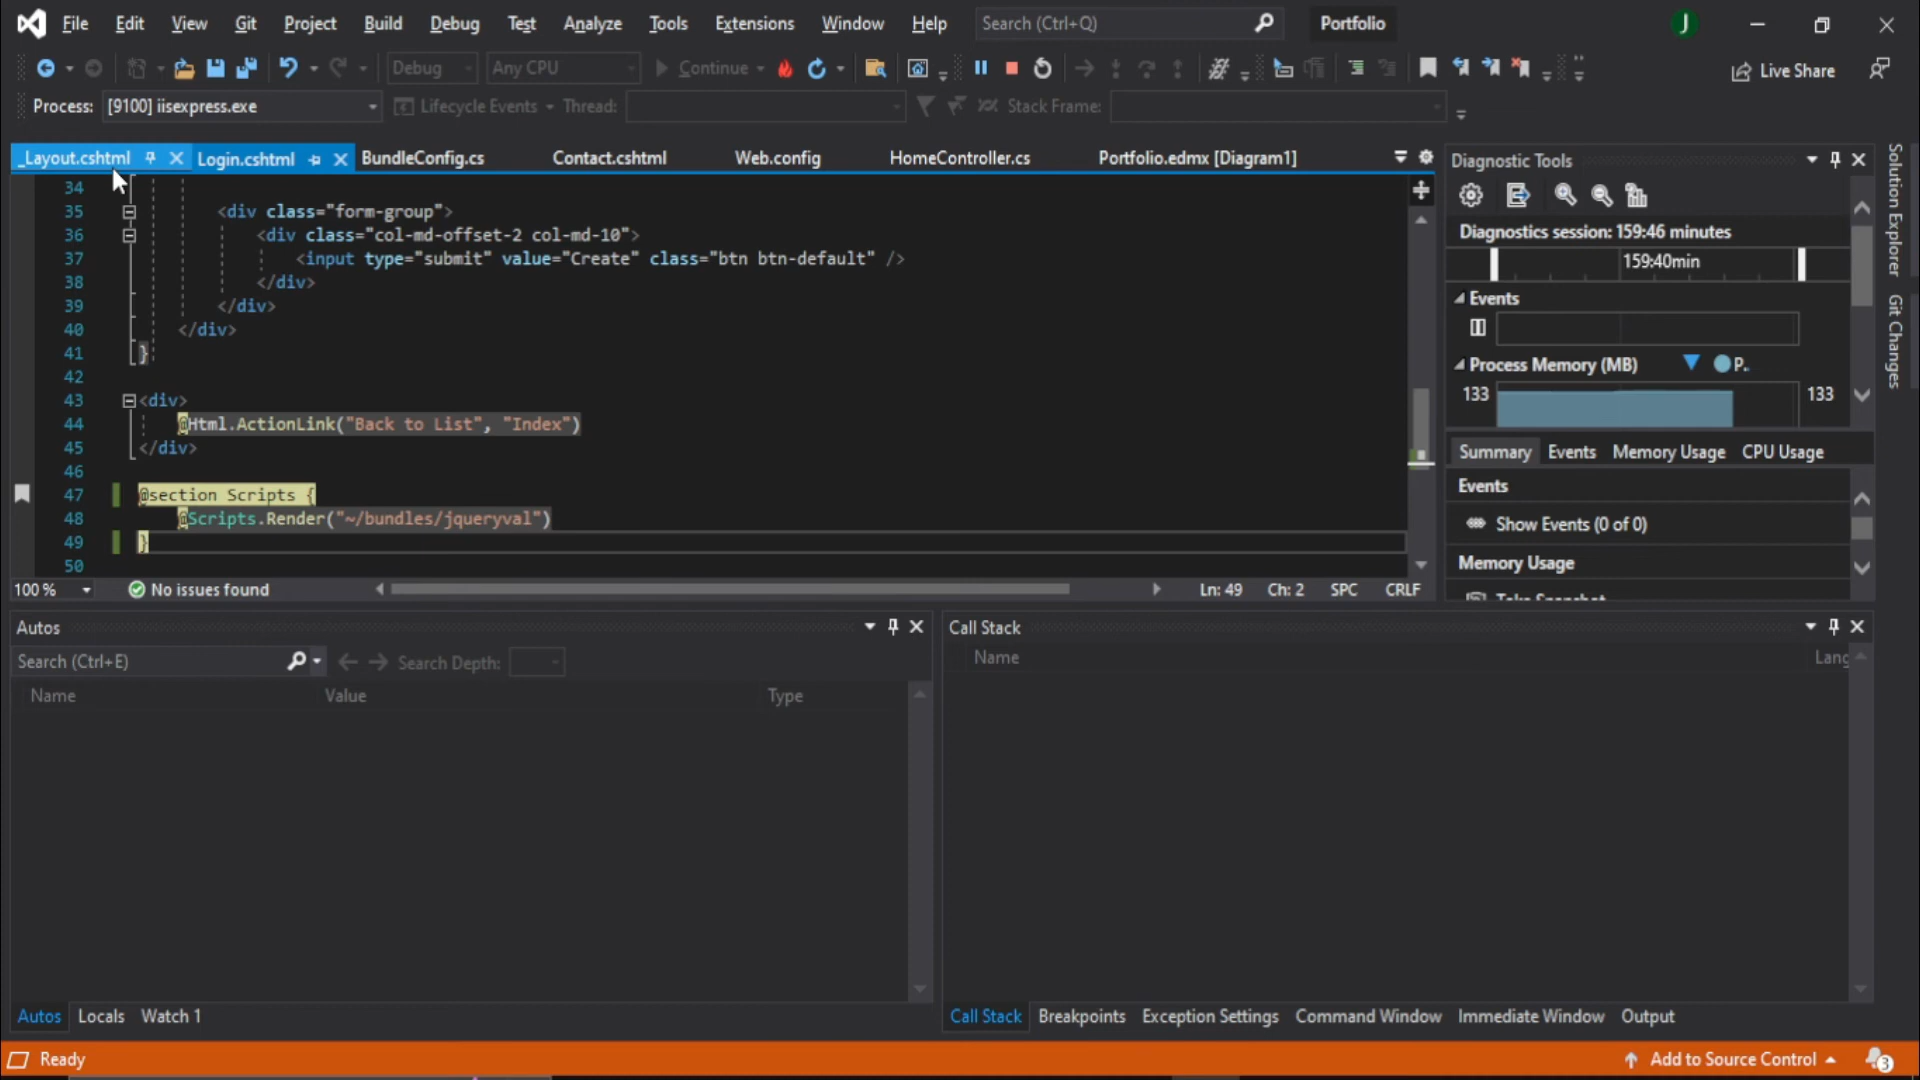 File Edit View Git Project Build Debug Test Analyze Tools Extensions Window Help Search (Ctrl+Q) Portfolio J
Debug Any CPU Continue Live Share
Process: [9100] iisexpress.exe Lifecycle Events Thread: Stack Frame:
_Layout.cshtml Login.cshtml BundleConfig.cs Contact.cshtml Web.config HomeController.cs Portfolio.edmx [Diagram1]
34
35 <div class="form-group">
36 <div class="col-md-offset-2 col-md-10">
37 <input type="submit" value="Create" class="btn btn-default" />
38 </div>
39 </div>
40 </div>
41 }
42
43 <div>
44 @Html.ActionLink("Back to List", "Index")
45 </div>
46
47 @section Scripts {
48 @Scripts.Render("~/bundles/jqueryval")
49 }
50
100 % No issues found Ln: 49 Ch: 2 SPC CRLF
Diagnostic Tools
Diagnostics session: 159:46 minutes
159:40min
Events
Process Memory (MB) P..
133 133
Summary Events Memory Usage CPU Usage
Events
Show Events (0 of 0)
Memory Usage
Take Snapshot
Solution Explorer
Git Changes
Autos
Search (Ctrl+E) Search Depth:
Name Value Type
Autos Locals Watch 1
Call Stack
Name Lang
Call Stack Breakpoints Exception Settings Command Window Immediate Window Output
Ready Add to Source Control 3